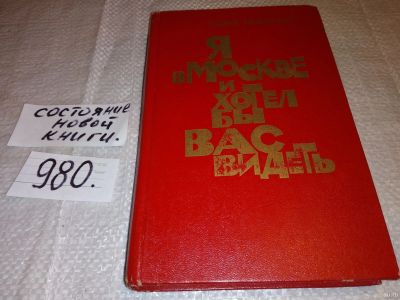 Я
В МОСКВЕ
И
ХОТЕЛ
БЫ
ВАС
ВИДЕТЬ
СОСТОЯНИЕ
НОВОЙ
КНИГИ.
980.